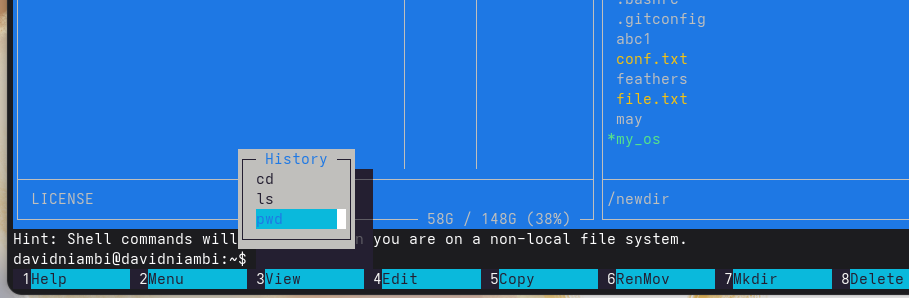 .bashrc
.gitconfig
abc1
conf.txt
feathers
file.txt
may
*my_os
History
cd
ls
pwd
LICENSE
/newdir
58G / 148G (38%)
Hint: Shell commands will n you are on a non-local file system.
davidniambi@davidniambi:~$
1Help 2Menu 3View 4Edit 5Copy 6RenMov 7Mkdir 8Delete